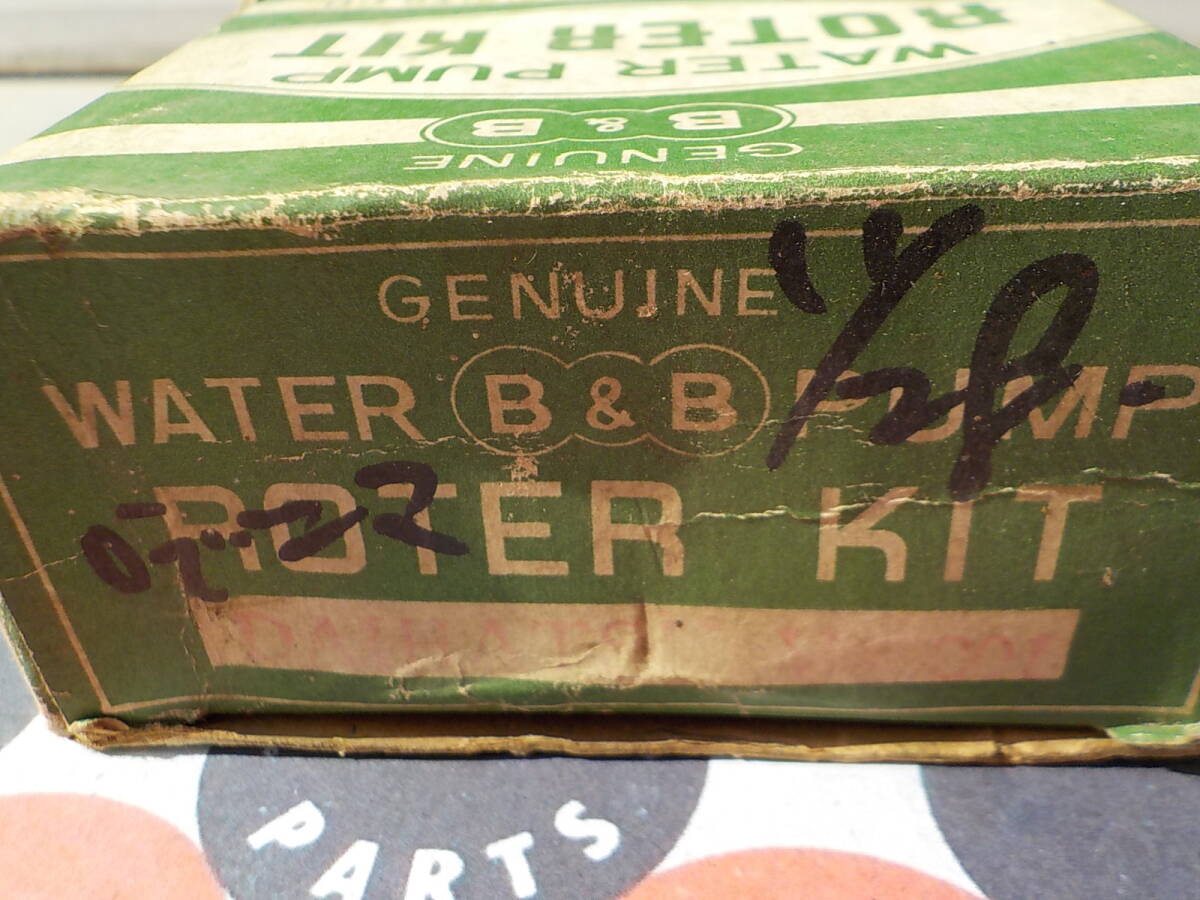 WATER PUMP
ROTER KIT
B & B
GENUINE
GENUINE
WATER B & B PUMP
ROTER KIT
PARTS